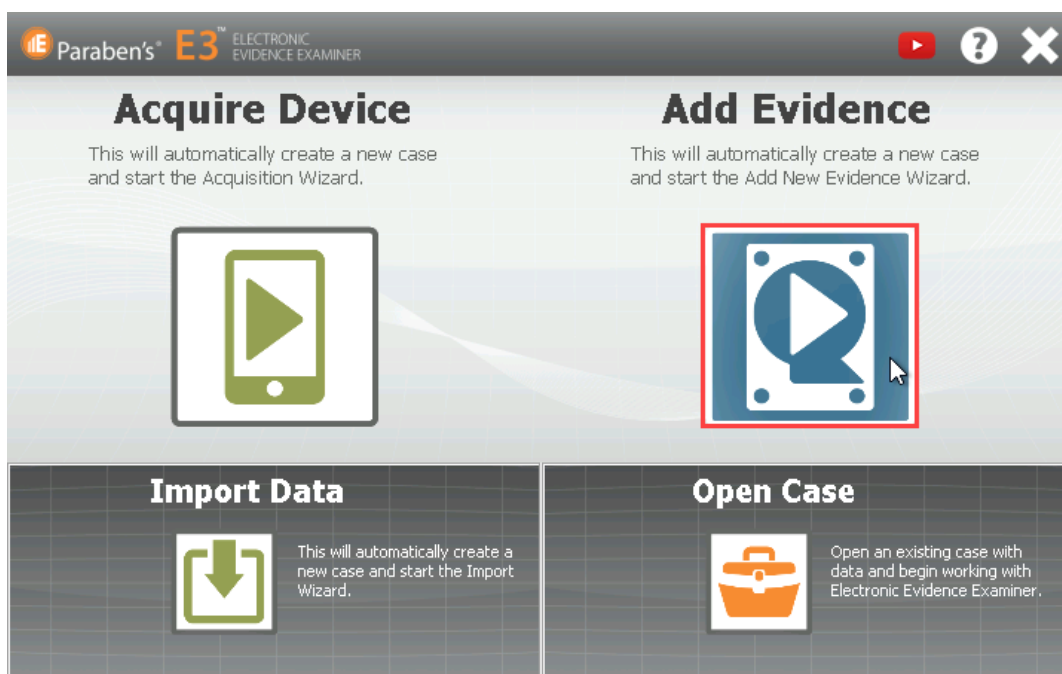 Paraben's® E3™ ELECTRONIC
EVIDENCE EXAMINER
Acquire Device
This will automatically create a new case
and start the Acquisition Wizard.
Add Evidence
This will automatically create a new case
and start the Add New Evidence Wizard.
Import Data
This will automatically create a
new case and start the Import
Wizard.
Open Case
Open an existing case with
data and begin working with
Electronic Evidence Examiner.